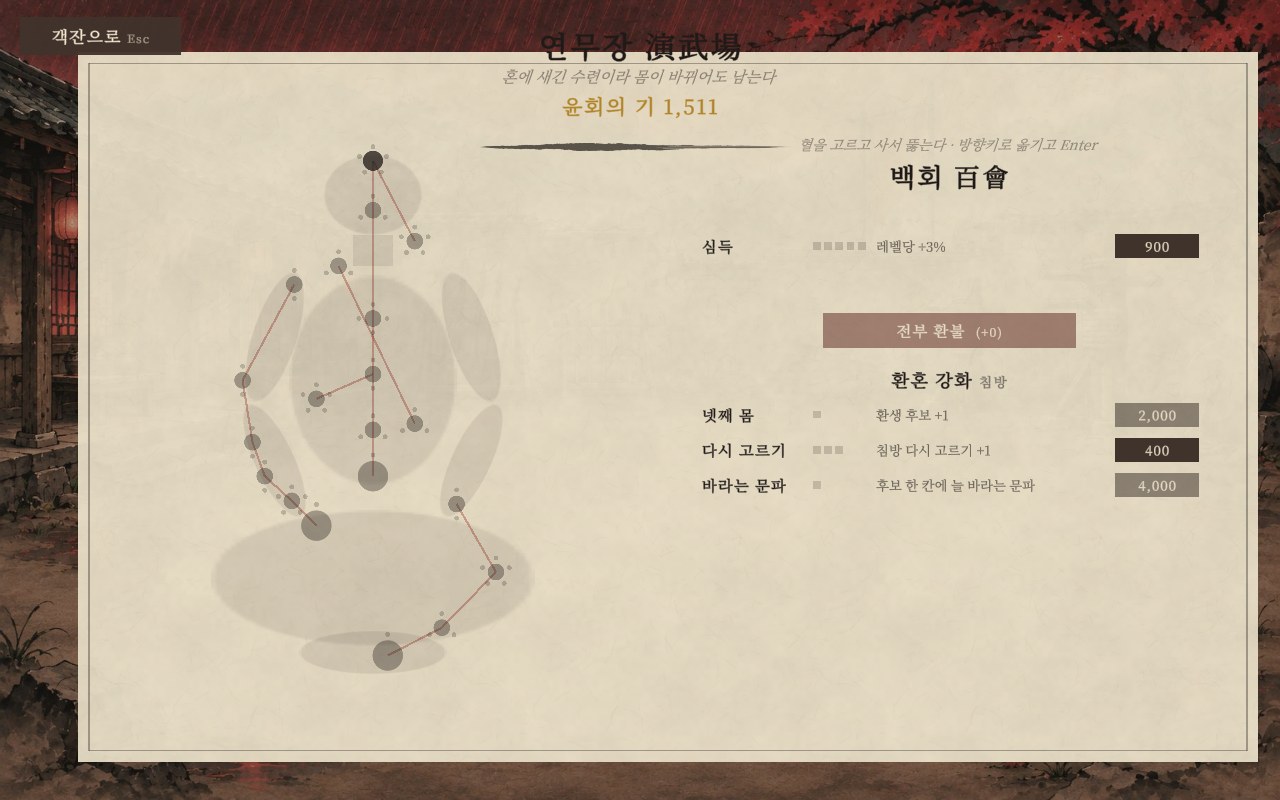 객잔으로 Esc
연무장 演武場
혼에 새긴 수련이라 몸이 바뀌어도 남는다
윤회의 기 1,511
혈을 고르고 사서 뚫는다 · 방향키로 옮기고 Enter
백회 百會
심득 레벨당 +3% 900
전부 환불 (+0)
환혼 강화 침방
넷째 몸 환생 후보 +1 2,000
다시 고르기 침방 다시 고르기 +1 400
바라는 문파 후보 한 칸에 늘 바라는 문파 4,000